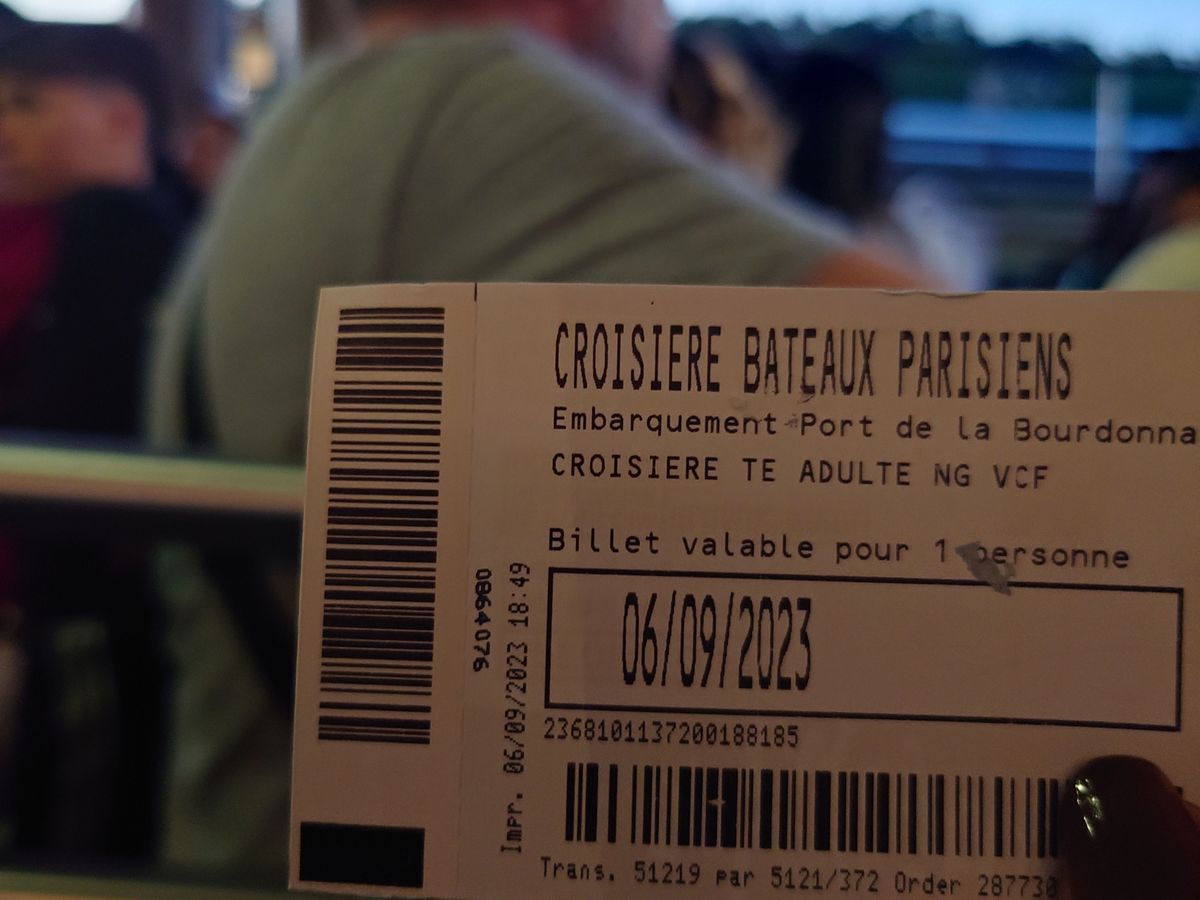 CROISIERE BATEAUX PARISIENS
Embarquement Port de la Bourdonna
CROISIERE TE ADULTE NG VCF
Billet valable pour 1 personne
06/09/2023
2368101137200188185
Trans. 51219 par 5121/372 Order 287730
0864076
Impr. 06/09/2023 18:49